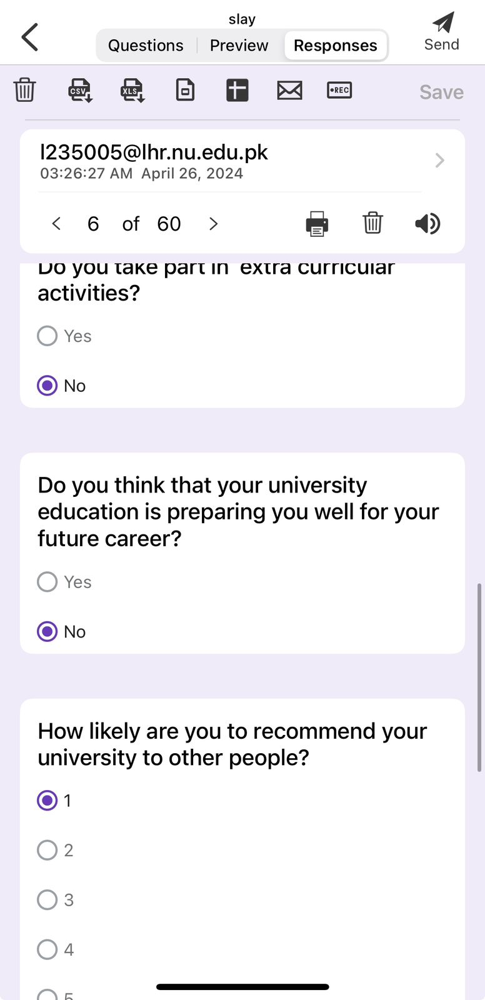 slay
Questions Preview Responses
Send
CSV XLS •REC Save
l235005@lhr.nu.edu.pk
03:26:27 AM April 26, 2024
< 6 of 60 >
Do you take part in extra curricular
activities?
Yes
No
Do you think that your university
education is preparing you well for your
future career?
Yes
No
How likely are you to recommend your
university to other people?
1
2
3
4
5